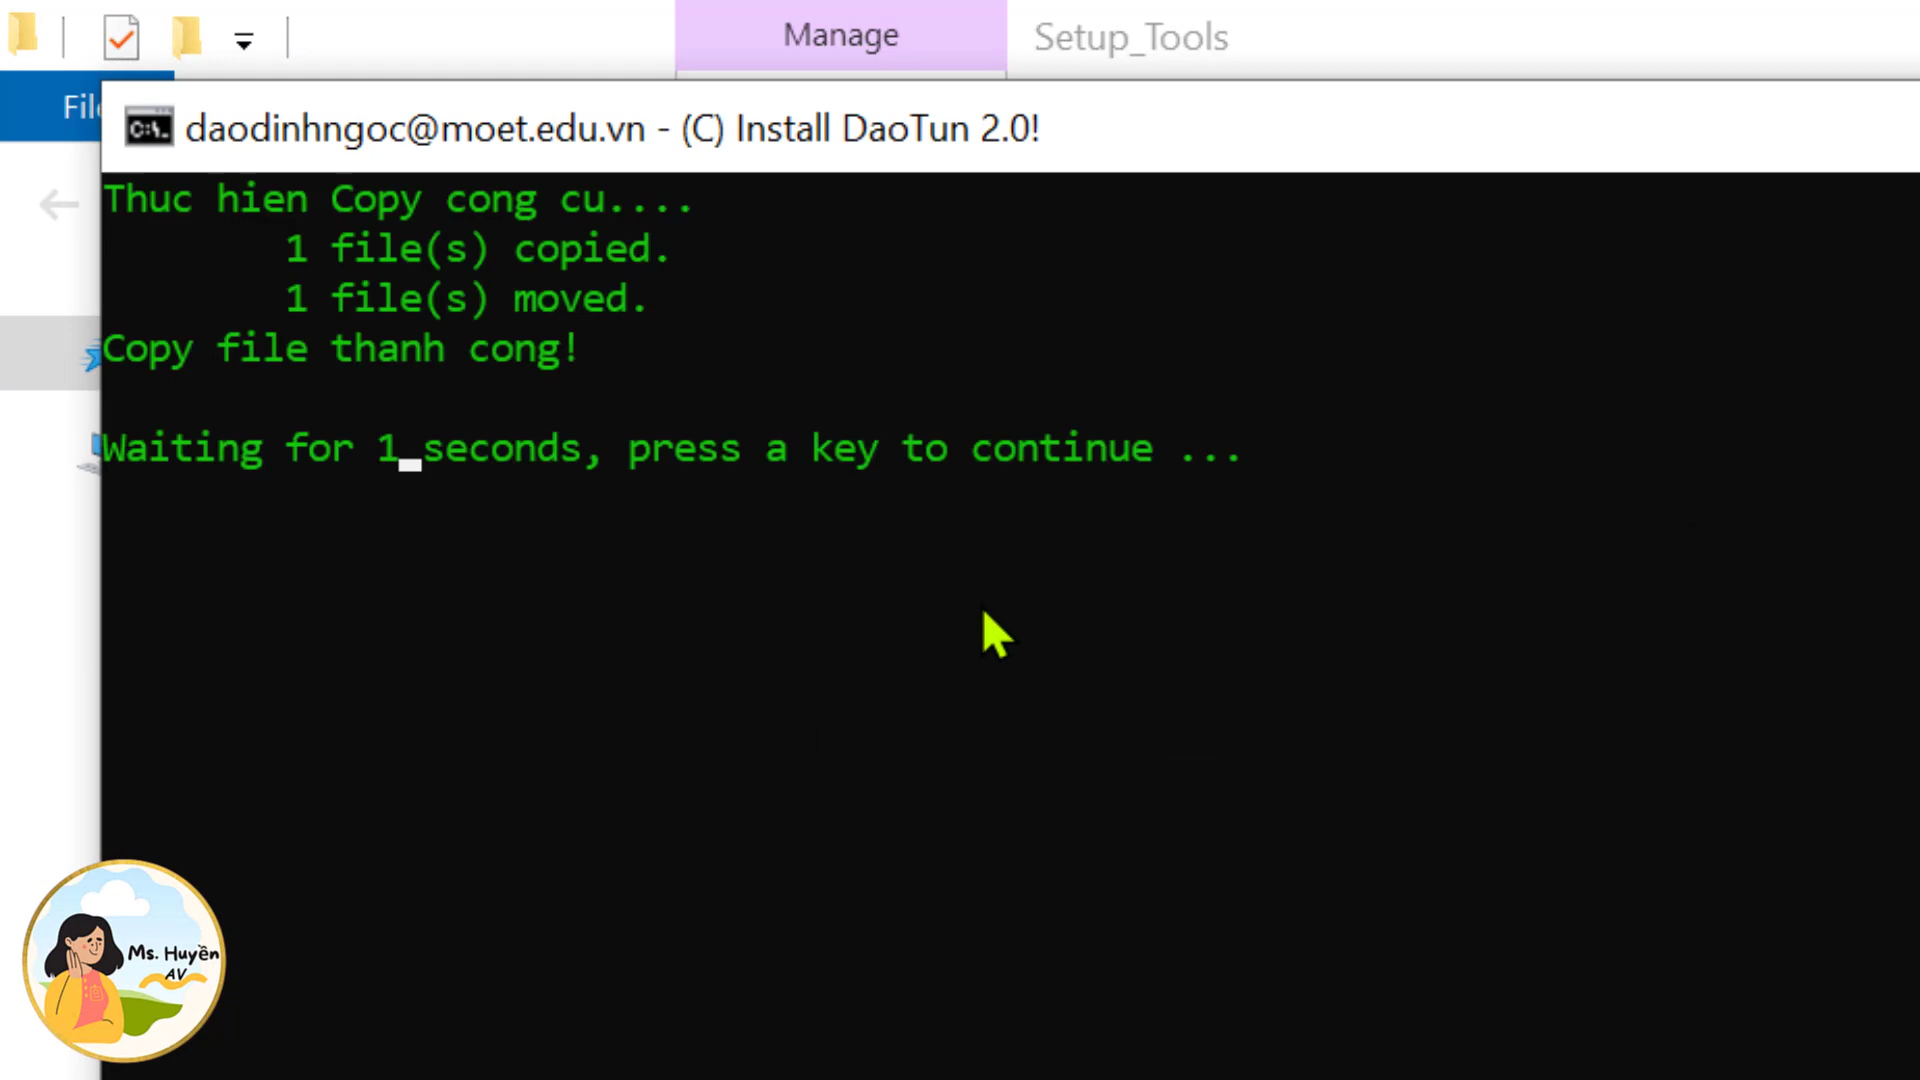 Manage
Setup_Tools
File
daodinhngoc@moet.edu.vn - (C) Install DaoTun 2.0!
Thuc hien Copy cong cu....
1 file(s) copied.
1 file(s) moved.
Copy file thanh cong!
Waiting for 1 seconds, press a key to continue ...
Ms. Huyền
AV